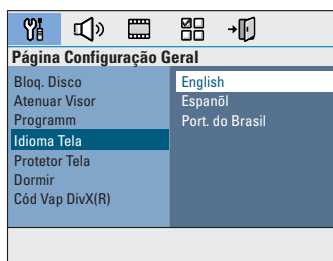 Página Configuração Geral
Bloq. Disco
Atenuar Visor
Programm
Idioma Tela
Protetor Tela
Dormir
Cód Vap DivX(R)
English
Espanõl
Port. do Brasil